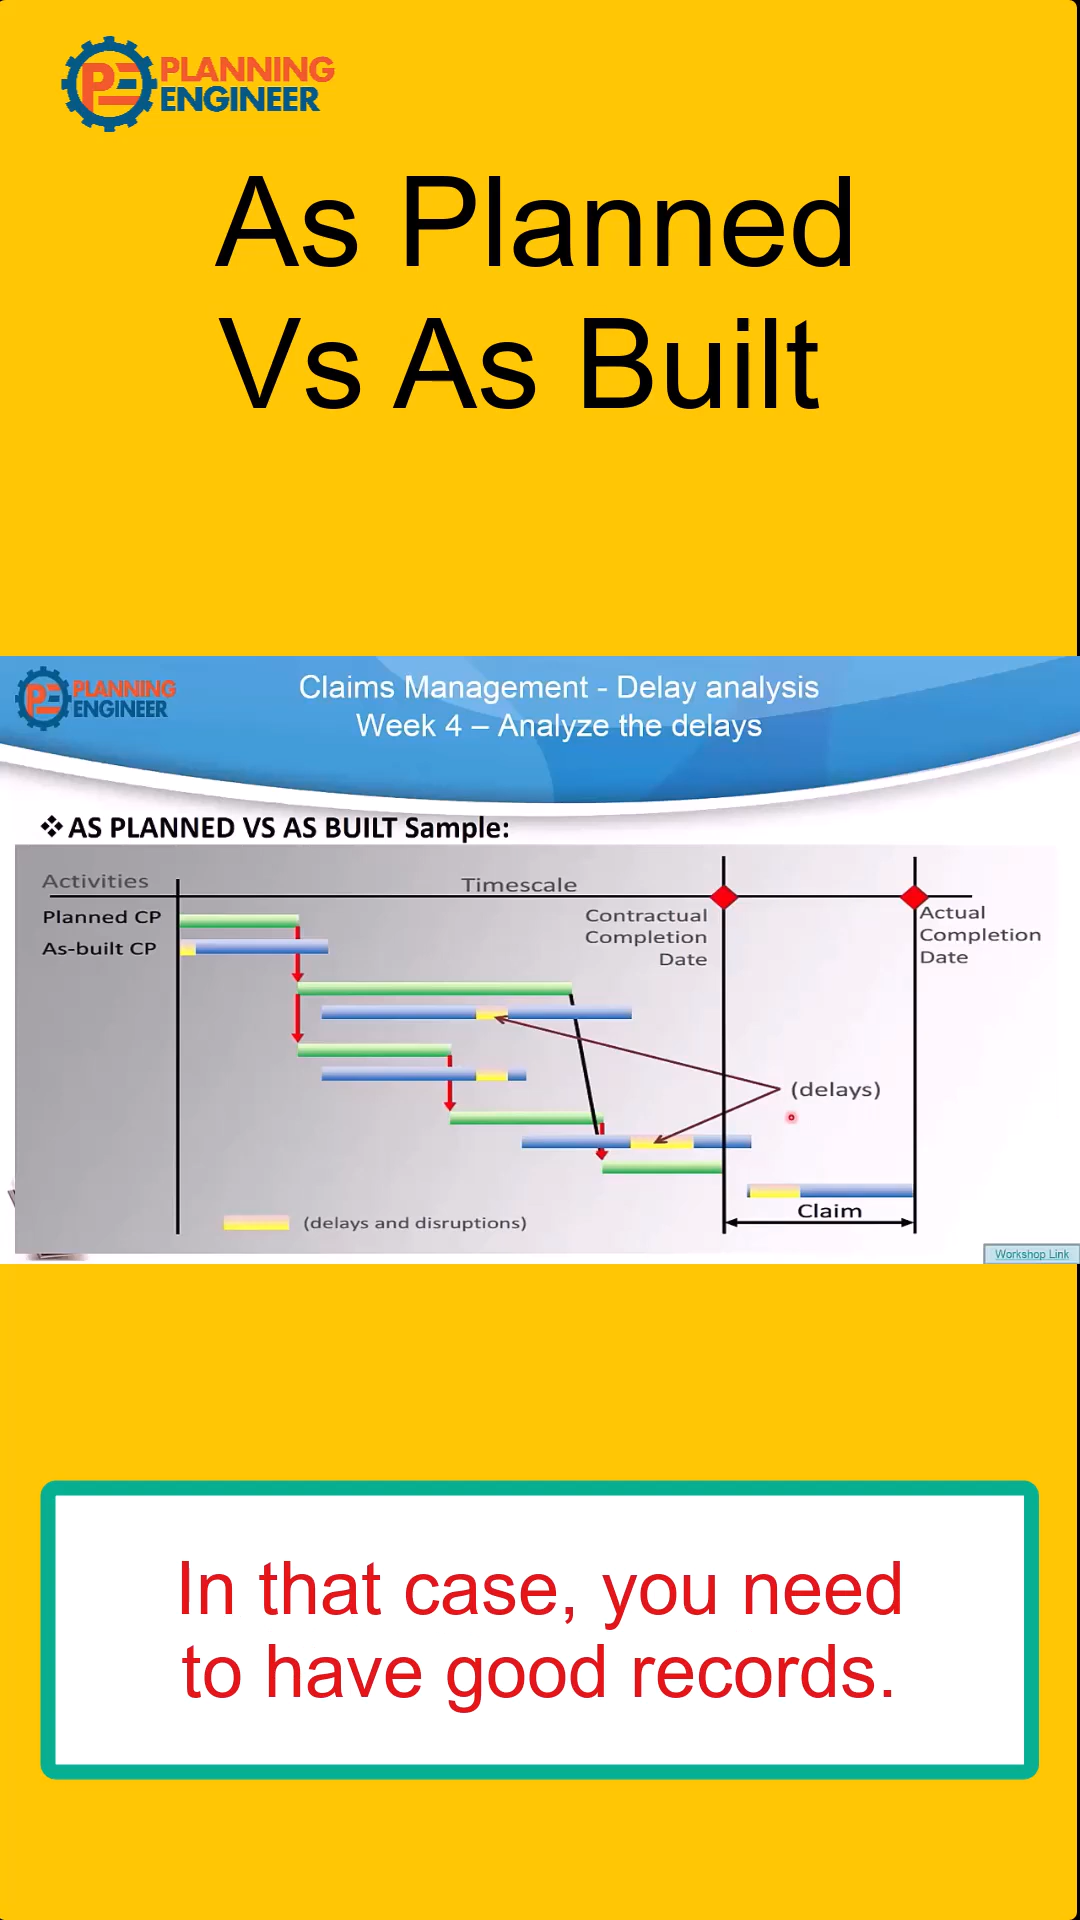 PLANNING
ENGINEER
As Planned
Vs As Built
PLANNING
ENGINEER
Claims Management - Delay analysis
Week 4 – Analyze the delays
❖ AS PLANNED VS AS BUILT Sample:
Activities
Timescale
Planned CP
As-built CP
Contractual
Completion
Date
Actual
Completion
Date
(delays)
Claim
(delays and disruptions)
Workshop Link
In that case, you need
to have good records.